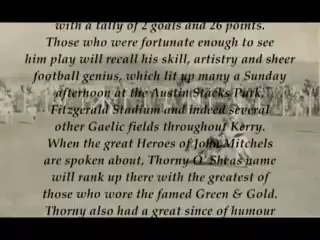 with a tally of 2 goals and 26 points.
Those who were fortunate enough to see
him play will recall his skill, artistry and sheer
football genius, which lit up many a Sunday
afternoon at the Austin Stacks Park,
Fitzgerald Stadium and indeed several
other Gaelic fields throughout Kerry.
When the great Heroes of John Mitchels
are spoken about, Thorny O' Sheas name
will rank up there with the greatest of
those who wore the famed Green & Gold.
Thorny also had a great since of humour